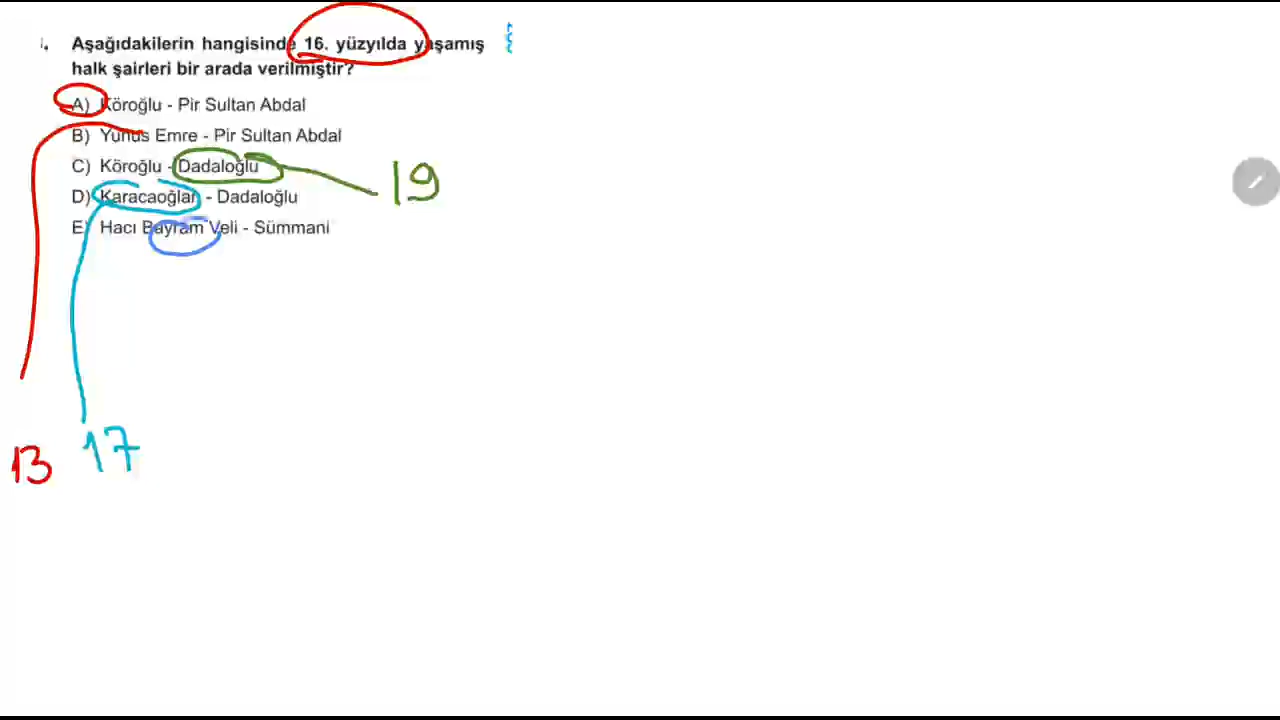 Aşağıdakilerin hangisinde 16. yüzyılda yaşamış
halk şairleri bir arada verilmiştir?
A) Köroğlu - Pir Sultan Abdal
B) Yunus Emre - Pir Sultan Abdal
C) Köroğlu - Dadaloğlu
D) Karacaoğlan - Dadaloğlu
E) Hacı Bayram Veli - Sümmani
19
13
17